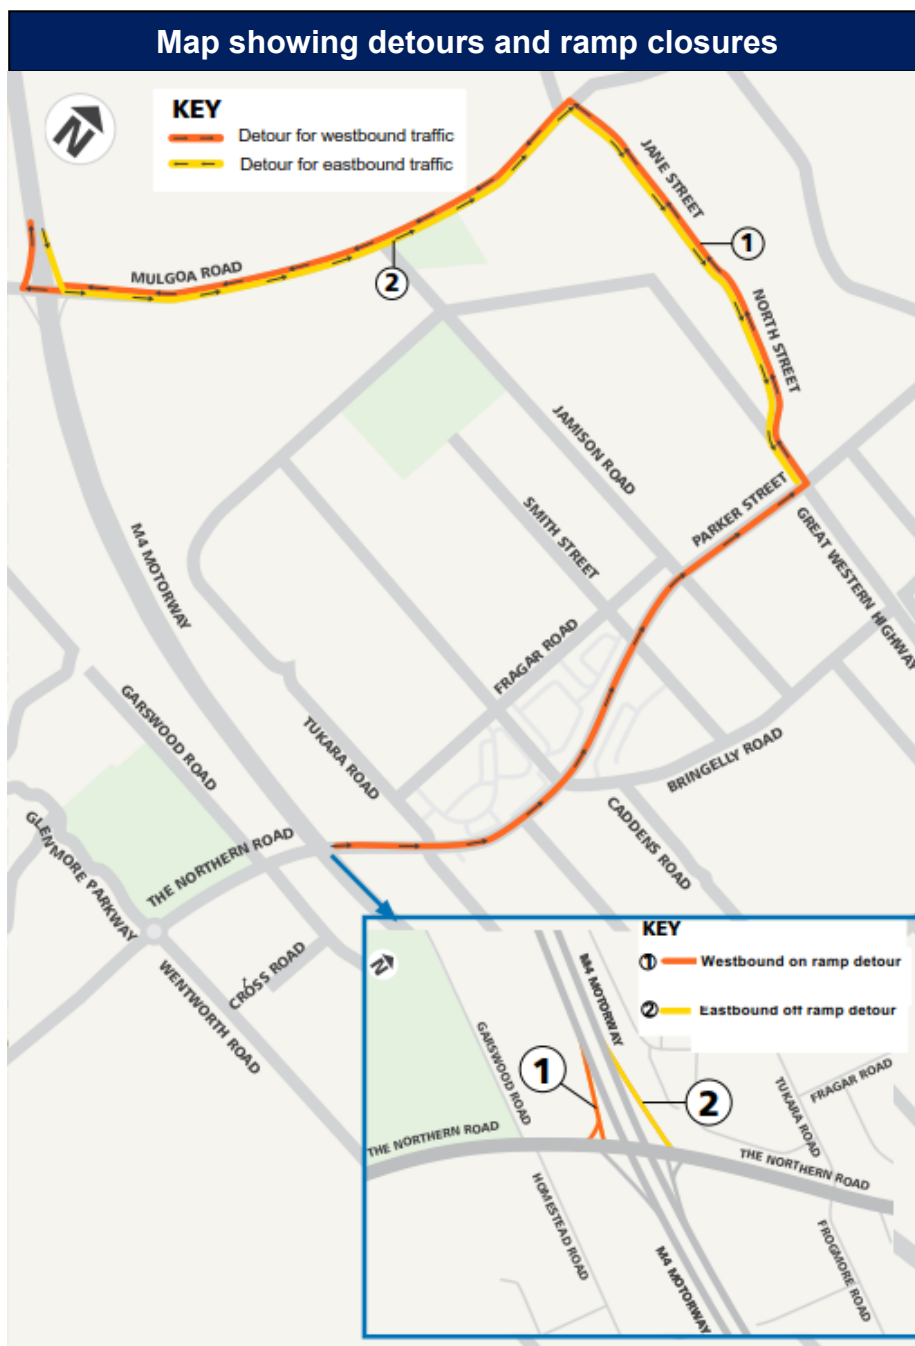 Map showing detours and ramp closures
N
KEY
Detour for westbound traffic
Detour for eastbound traffic
JANE STREET
1
MULGOA ROAD
2
NORTH STREET
JAMISON ROAD
PARKER STREET
SMITH STREET
GREAT WESTERN HIGHWAY
M4 MOTORWAY
FRAGAR ROAD
GARSWOOD ROAD
TUKARA ROAD
BRINGELLY ROAD
CADDENS ROAD
GLENMORE PARKWAY
THE NORTHERN ROAD
CROSS ROAD
WENTWORTH ROAD
KEY
1 Westbound on ramp detour
2 Eastbound off ramp detour
N
M4 MOTORWAY
GARSWOOD ROAD
1
2
FRAGAR ROAD
TUKARA ROAD
THE NORTHERN ROAD
THE NORTHERN ROAD
HOMESTEAD ROAD
FROGMORE ROAD
M4 MOTORWAY